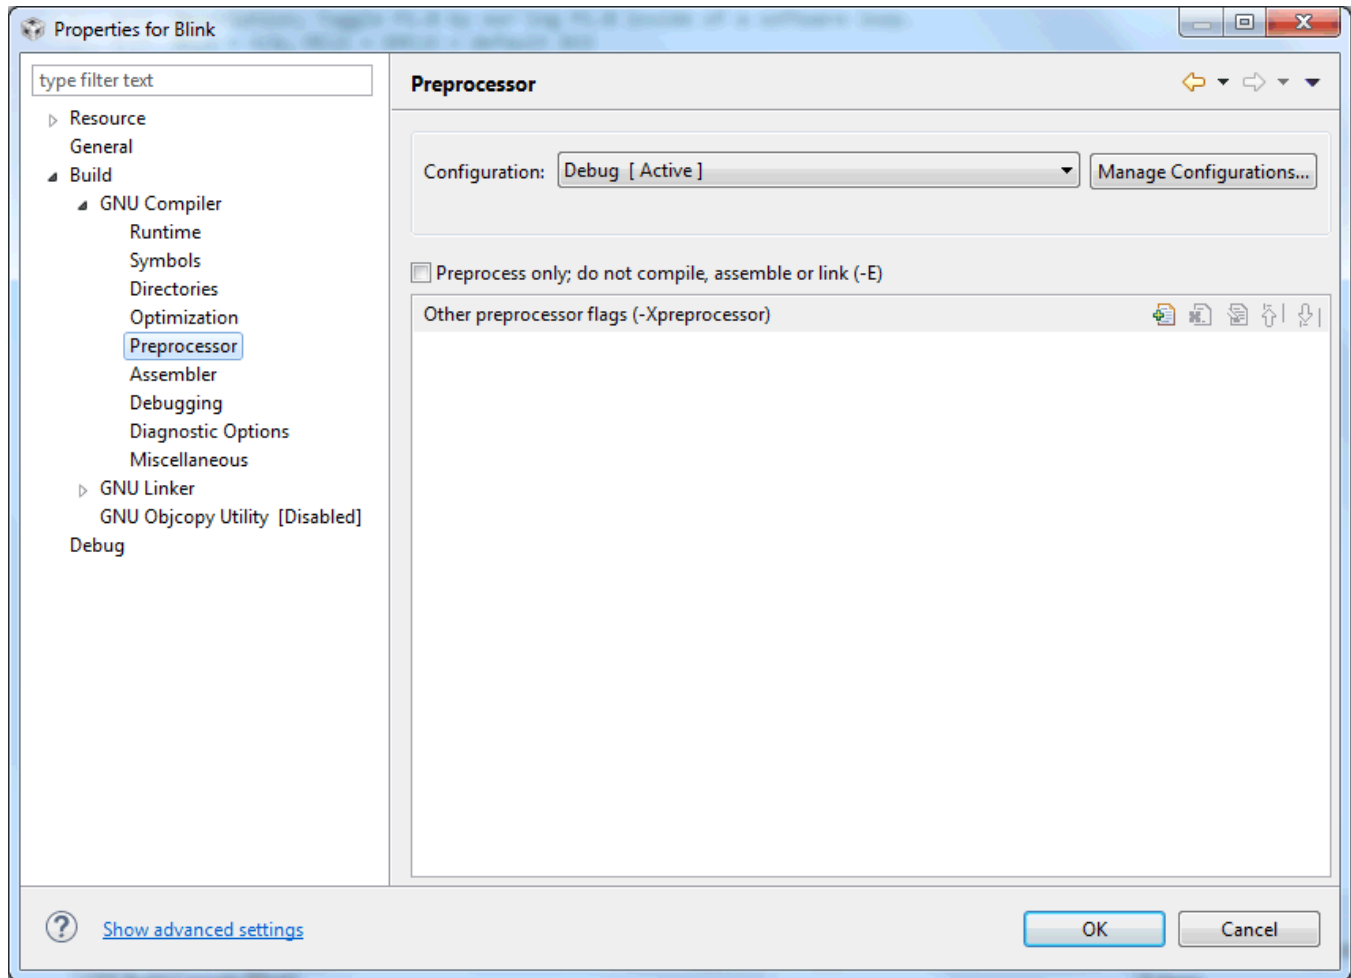 Properties for Blink
type filter text
Resource
General
Build
GNU Compiler
Runtime
Symbols
Directories
Optimization
Preprocessor
Assembler
Debugging
Diagnostic Options
Miscellaneous
GNU Linker
GNU Objcopy Utility [Disabled]
Debug
Preprocessor
Configuration: Debug [ Active ] Manage Configurations...
Preprocess only; do not compile, assemble or link (-E)
Other preprocessor flags (-Xpreprocessor)
Show advanced settings
OK Cancel